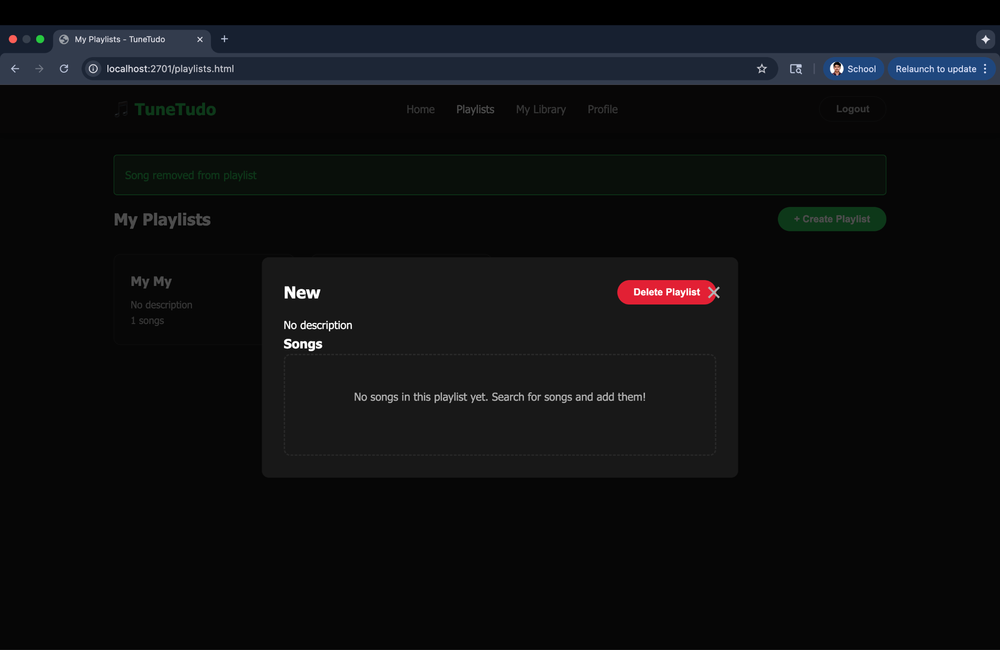 My Playlists - TuneTudo
localhost:2701/playlists.html
School
Relaunch to update
TuneTudo
Home
Playlists
My Library
Profile
Logout
Song removed from playlist
My Playlists
+ Create Playlist
My My
No description
1 songs
New
Delete Playlist
No description
Songs
No songs in this playlist yet. Search for songs and add them!